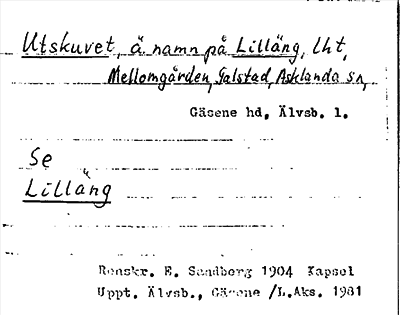 Utskuvet, ä. namn på Lilläng, lht,
Mellomgården, Galstad, Asklanda sn,
Gäsene hd, Älvsb. l.
Se
Lilläng
Renskr. E. Sandberg 1904 Kapsel
Uppt. Älvsb., Gäsene /L.Aks. 1981